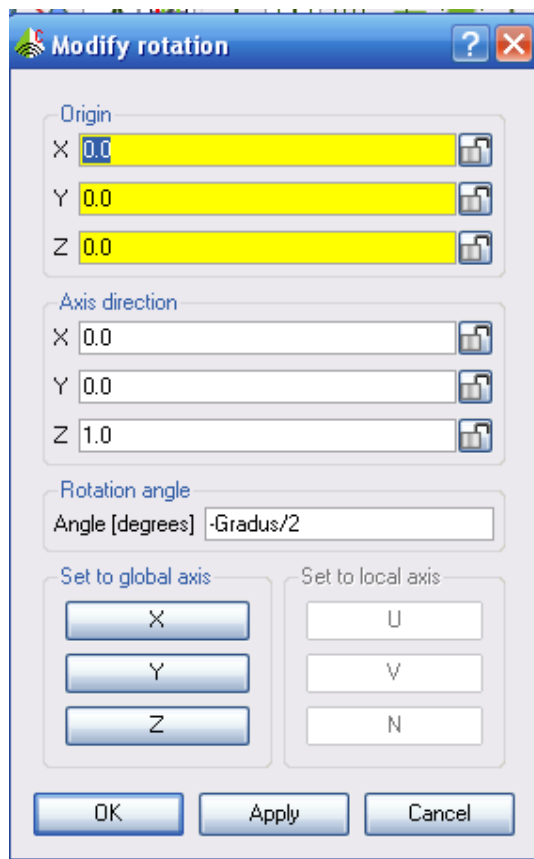 Modify rotation
Origin
X 0.0
Y 0.0
Z 0.0
Axis direction
X 0.0
Y 0.0
Z 1.0
Rotation angle
Angle [degrees] -Gradus/2
Set to global axis Set to local axis
X U
Y V
Z N
OK Apply Cancel